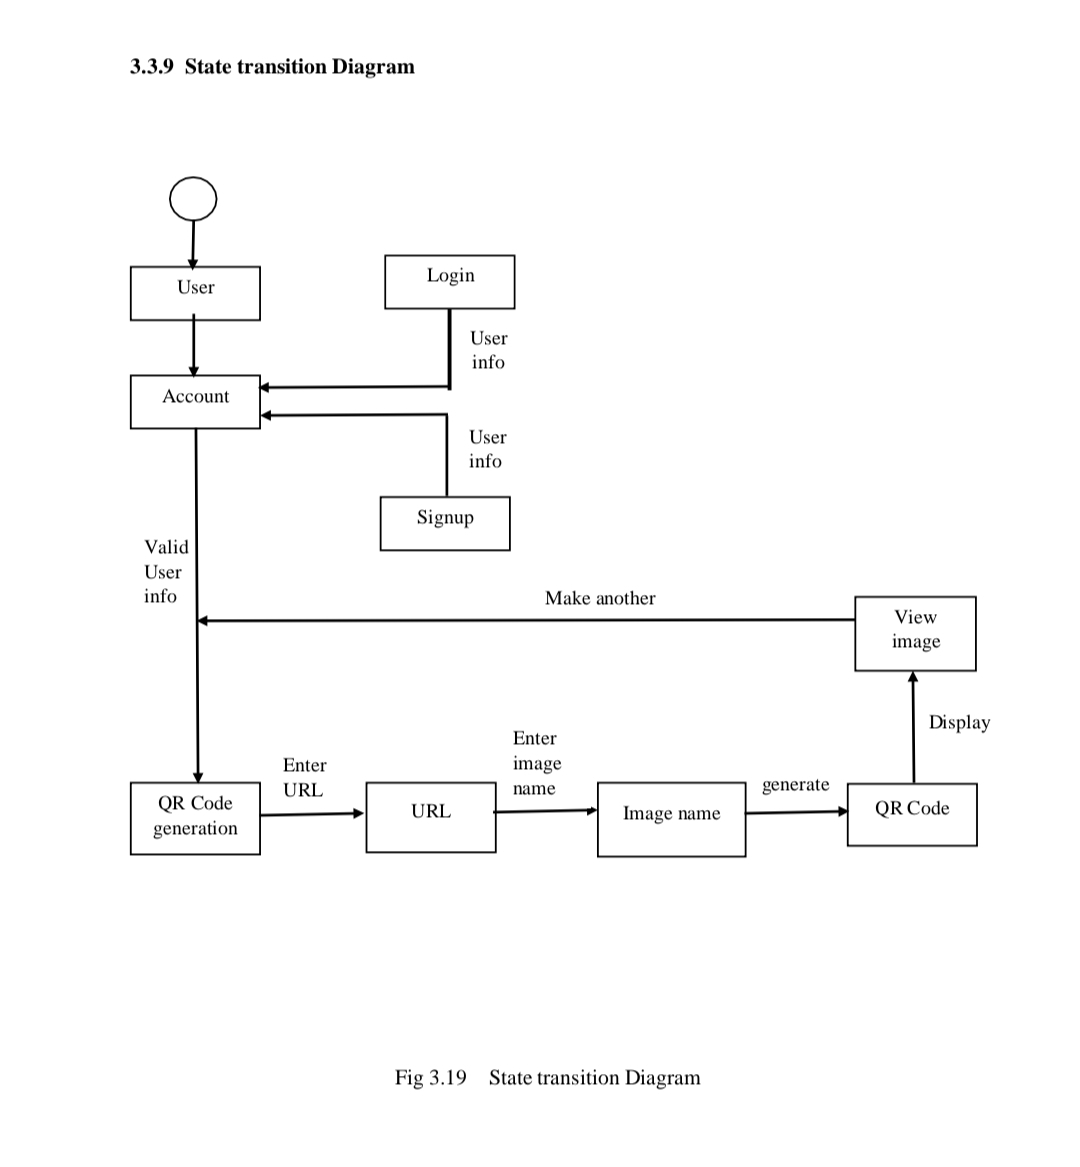 3.3.9 State transition Diagram
User
Login
User
info
Account
User
info
Signup
Valid
User
info
Make another
View
image
Display
Enter
URL
Enter
image
name
generate
QR Code
generation
URL
Image name
QR Code
Fig 3.19 State transition Diagram